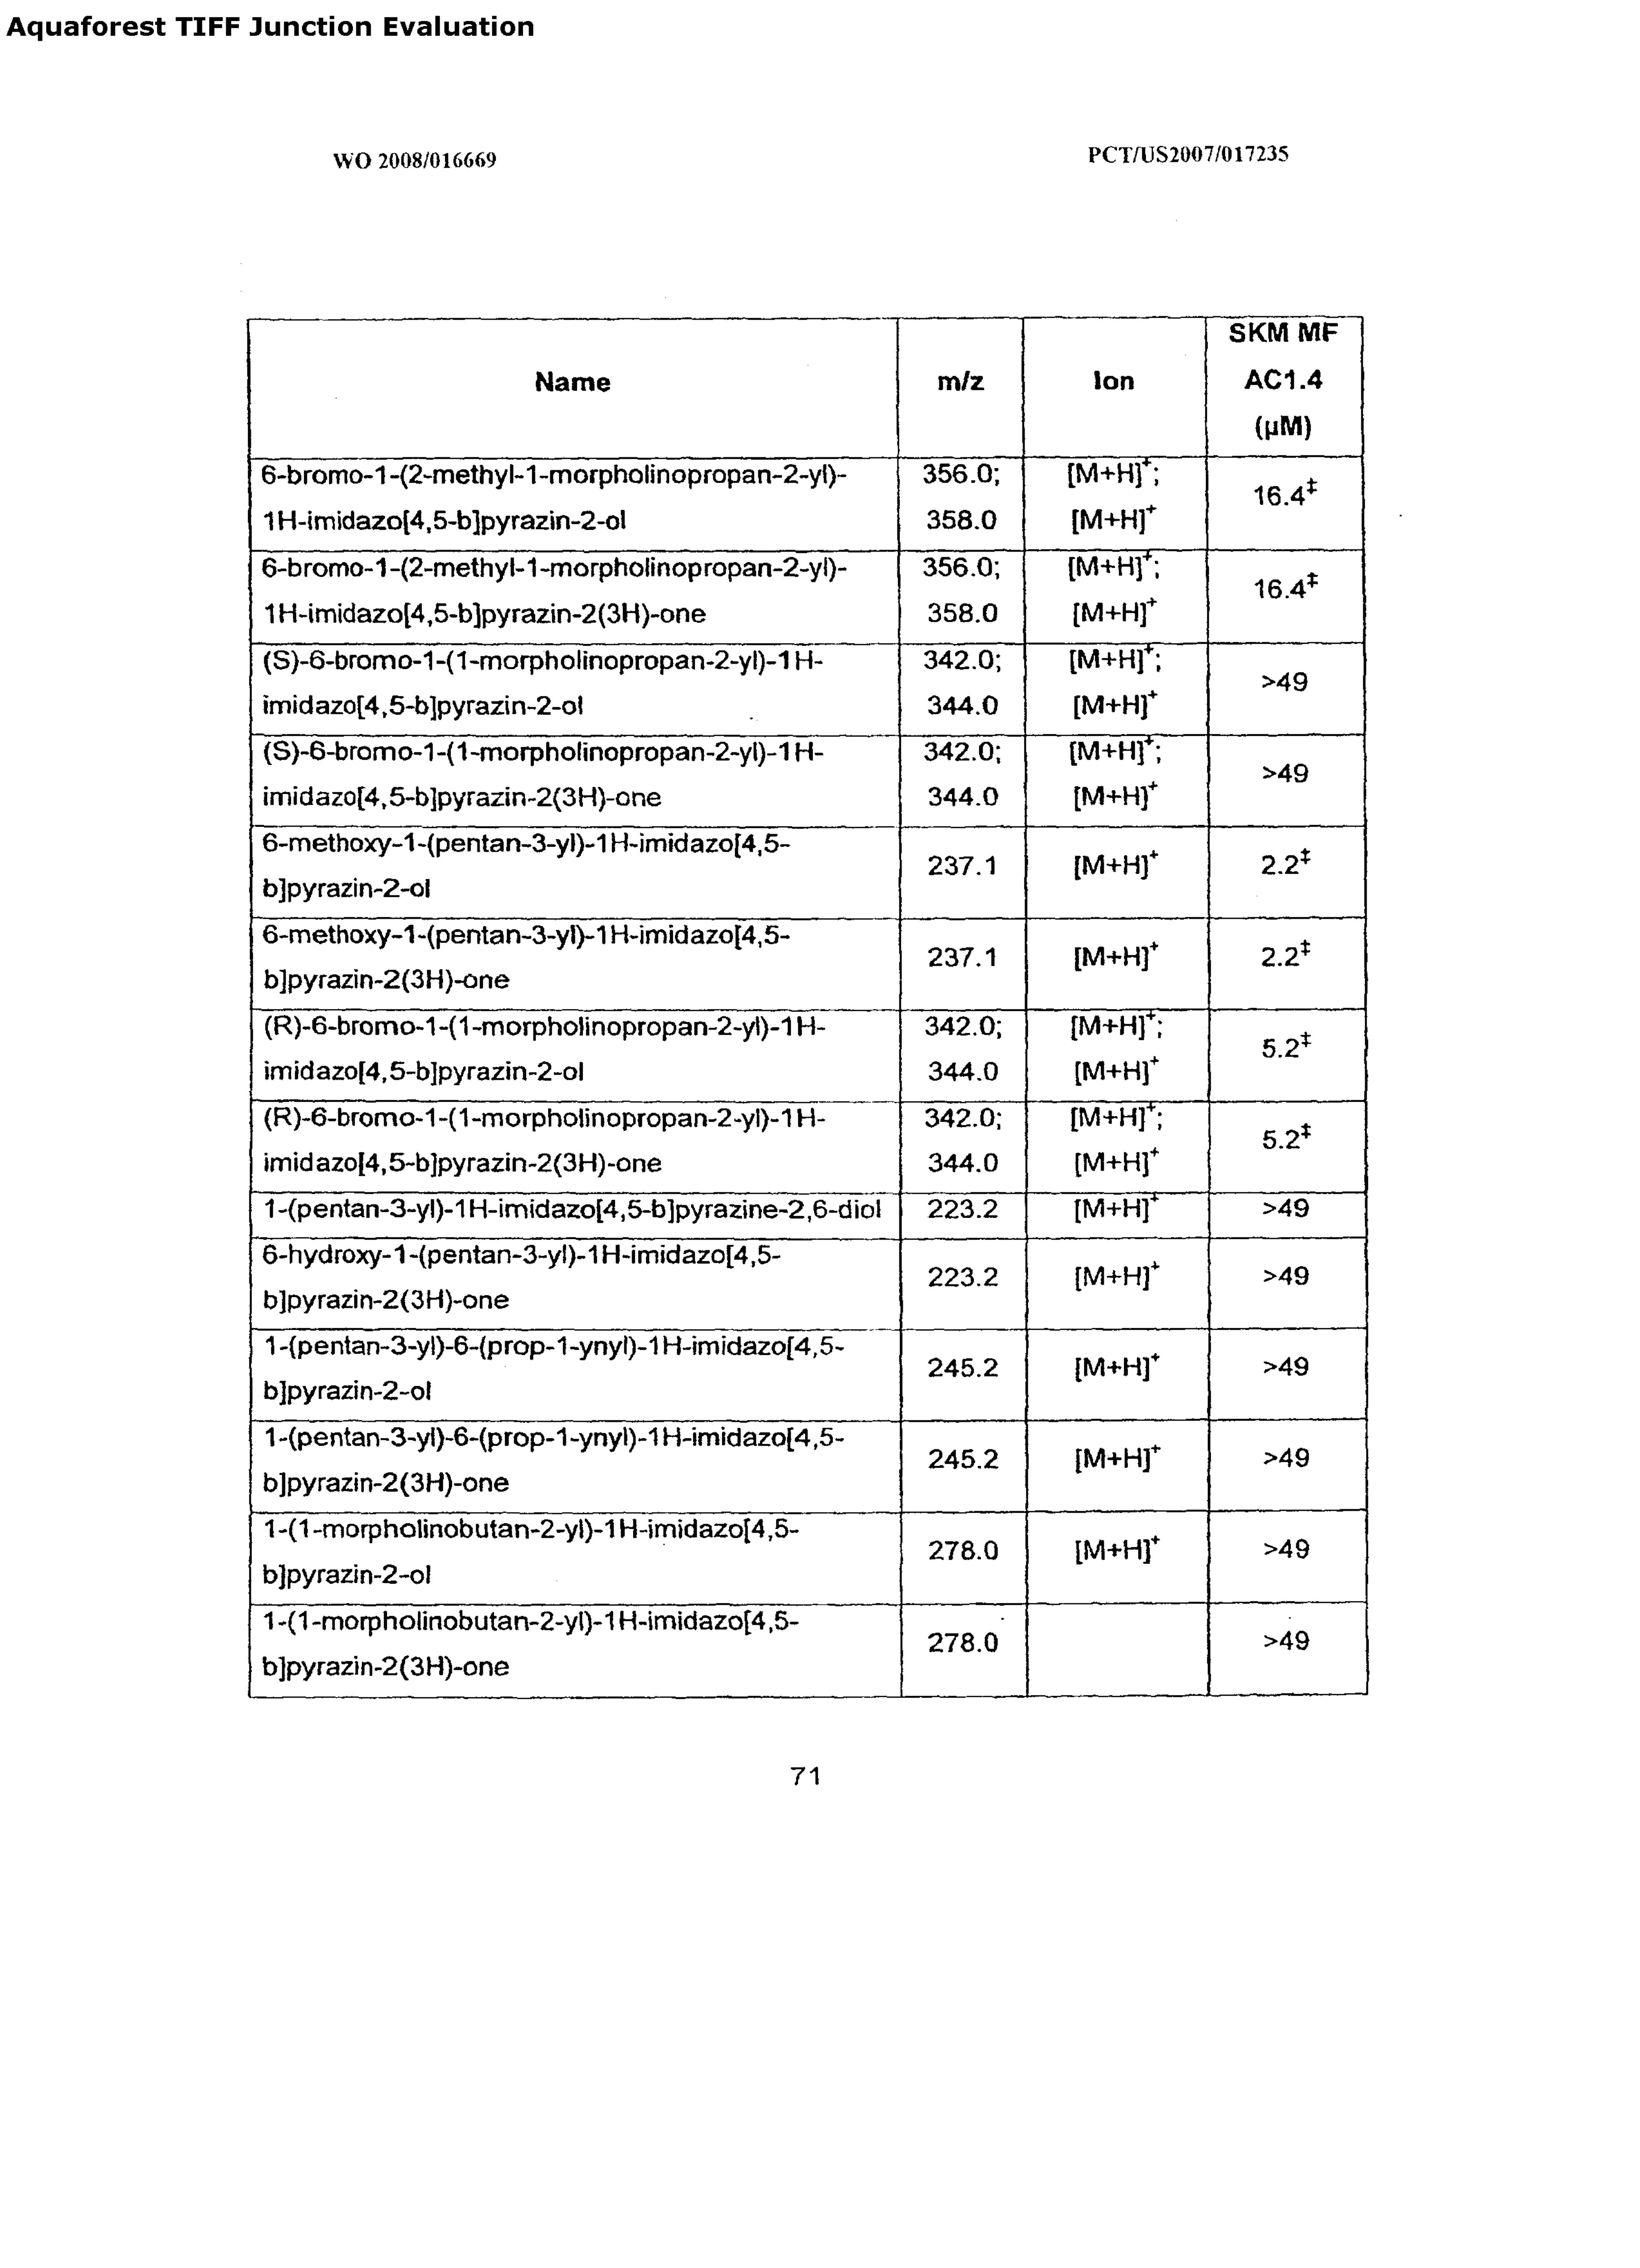 Aquaforest TIFF Junction Evaluation
WO 2008/016669 PCT/US2007/017235
Name m/z Ion SKM MF AC1.4 (µM)
6-bromo-1-(2-methyl-1-morpholinopropan-2-yl)- 356.0; [M+H]⁺; 16.4‡
1H-imidazo[4,5-b]pyrazin-2-ol 358.0 [M+H]⁺
6-bromo-1-(2-methyl-1-morpholinopropan-2-yl)- 356.0; [M+H]⁺; 16.4‡
1H-imidazo[4,5-b]pyrazin-2(3H)-one 358.0 [M+H]⁺
(S)-6-bromo-1-(1-morpholinopropan-2-yl)-1H- 342.0; [M+H]⁺; >49
imidazo[4,5-b]pyrazin-2-ol 344.0 [M+H]⁺
(S)-6-bromo-1-(1-morpholinopropan-2-yl)-1H- 342.0; [M+H]⁺; >49
imidazo[4,5-b]pyrazin-2(3H)-one 344.0 [M+H]⁺
6-methoxy-1-(pentan-3-yl)-1H-imidazo[4,5- 237.1 [M+H]⁺ 2.2‡
b]pyrazin-2-ol
6-methoxy-1-(pentan-3-yl)-1H-imidazo[4,5- 237.1 [M+H]⁺ 2.2‡
b]pyrazin-2(3H)-one
(R)-6-bromo-1-(1-morpholinopropan-2-yl)-1H- 342.0; [M+H]⁺; 5.2‡
imidazo[4,5-b]pyrazin-2-ol 344.0 [M+H]⁺
(R)-6-bromo-1-(1-morpholinopropan-2-yl)-1H- 342.0; [M+H]⁺; 5.2‡
imidazo[4,5-b]pyrazin-2(3H)-one 344.0 [M+H]⁺
1-(pentan-3-yl)-1H-imidazo[4,5-b]pyrazine-2,6-diol 223.2 [M+H]⁺ >49
6-hydroxy-1-(pentan-3-yl)-1H-imidazo[4,5- 223.2 [M+H]⁺ >49
b]pyrazin-2(3H)-one
1-(pentan-3-yl)-6-(prop-1-ynyl)-1H-imidazo[4,5- 245.2 [M+H]⁺ >49
b]pyrazin-2-ol
1-(pentan-3-yl)-6-(prop-1-ynyl)-1H-imidazo[4,5- 245.2 [M+H]⁺ >49
b]pyrazin-2(3H)-one
1-(1-morpholinobutan-2-yl)-1H-imidazo[4,5- 278.0 [M+H]⁺ >49
b]pyrazin-2-ol
1-(1-morpholinobutan-2-yl)-1H-imidazo[4,5- 278.0 >49
b]pyrazin-2(3H)-one
71